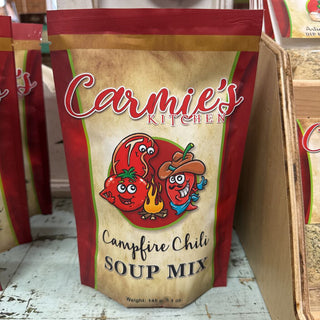 Carmie's
KITCHEN
Campfire Chili
SOUP MIX